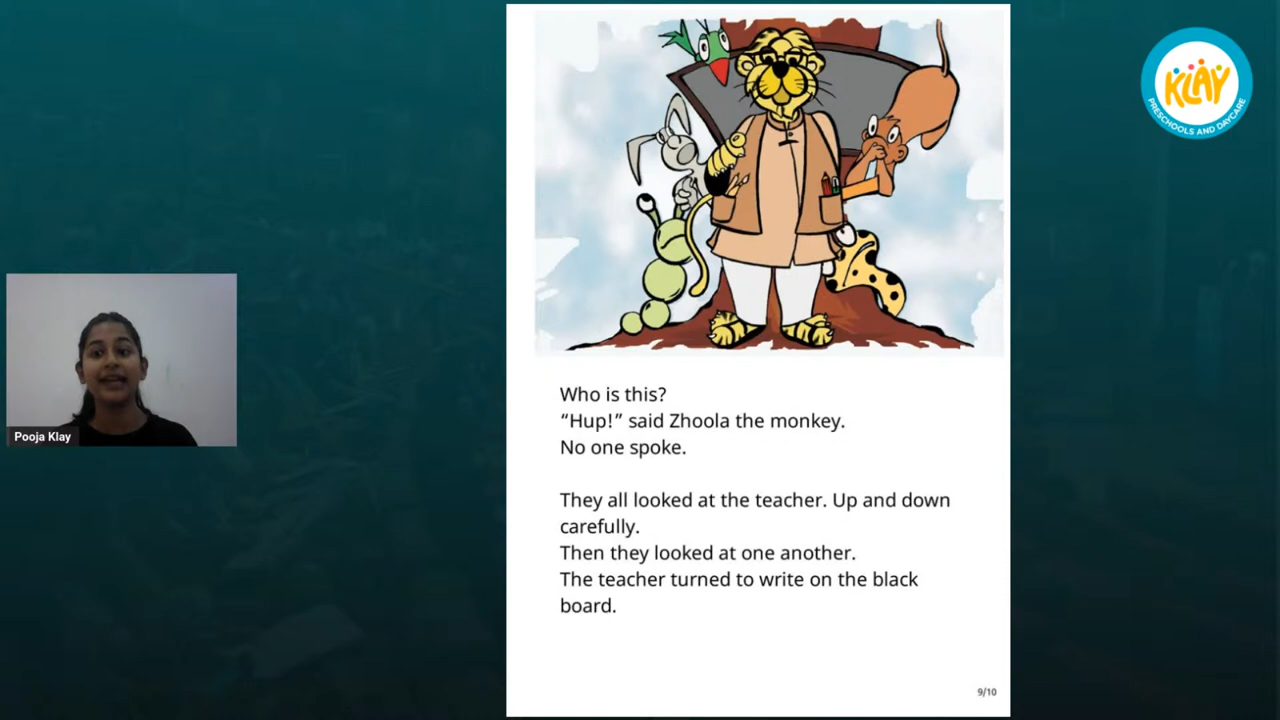 KLAY
PRESCHOOLS AND DAYCARE
Who is this?
“Hup!” said Zhoola the monkey.
No one spoke.
They all looked at the teacher. Up and down
carefully.
Then they looked at one another.
The teacher turned to write on the black
board.
Pooja Klay
9/10